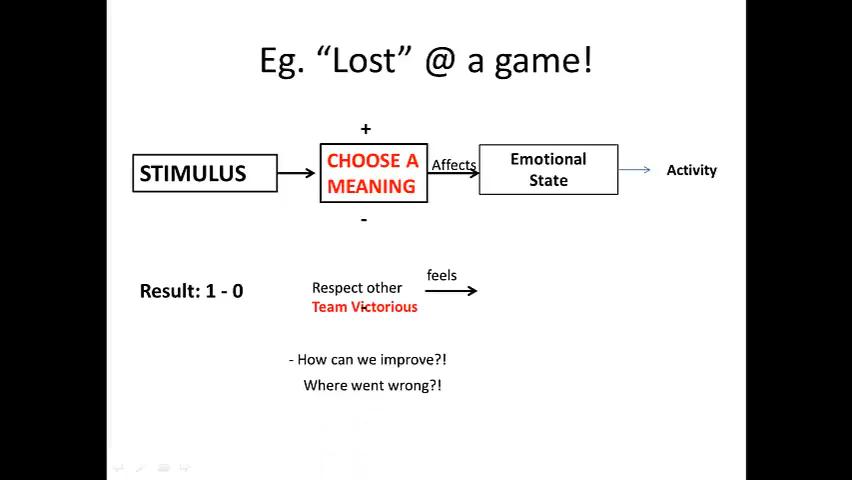 Eg. “Lost” @ a game!
+
STIMULUS
CHOOSE A
MEANING
Affects
Emotional
State
Activity
-
Result: 1 - 0
Respect other
Team Victorious
feels
- How can we improve?!
Where went wrong?!